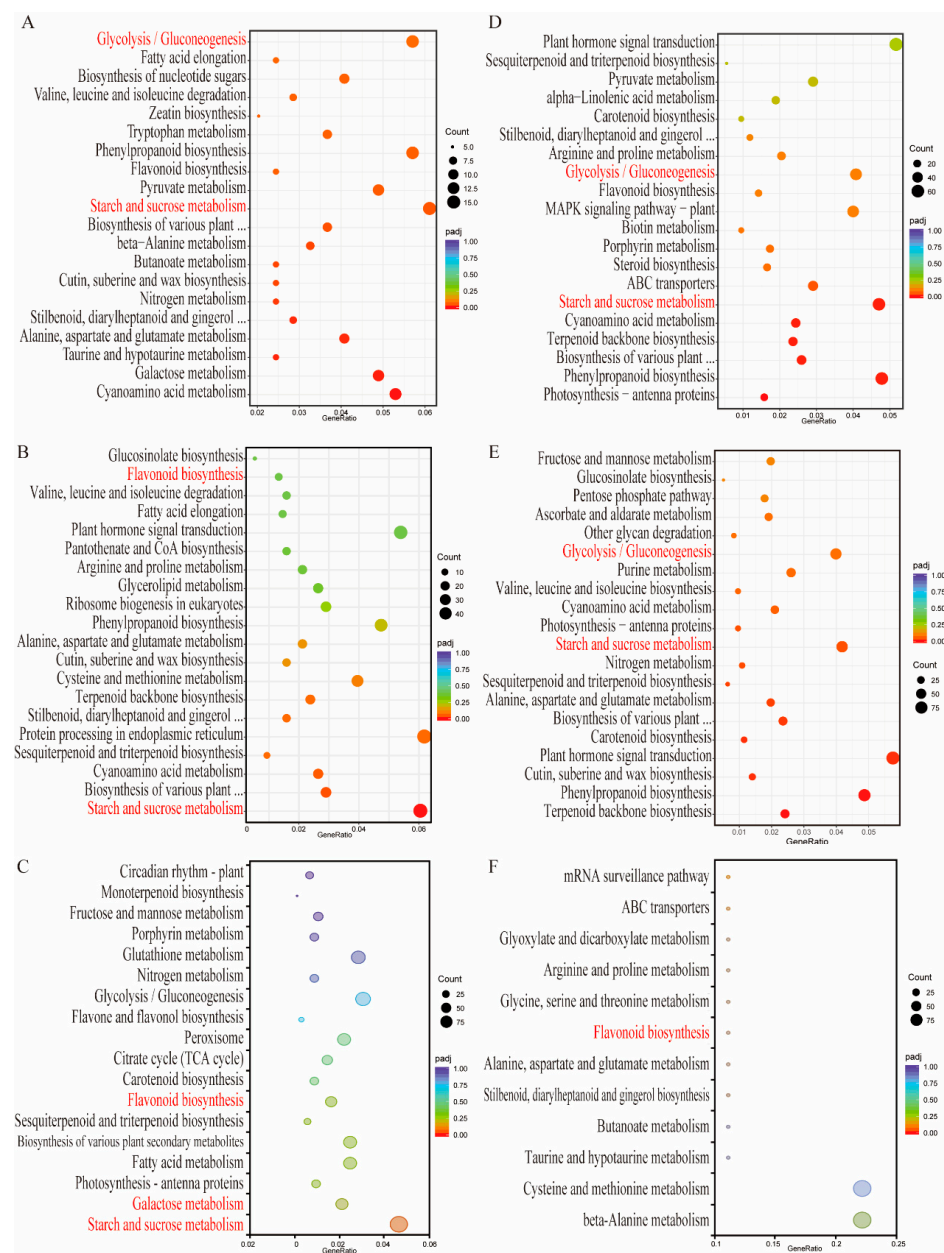 A
Glycolysis / Gluconeogenesis
Fatty acid elongation
Biosynthesis of nucleotide sugars
Valine, leucine and isoleucine degradation
Zeatin biosynthesis
Tryptophan metabolism
Phenylpropanoid biosynthesis
Flavonoid biosynthesis
Pyruvate metabolism
Starch and sucrose metabolism
Biosynthesis of various plant ...
beta-Alanine metabolism
Butanoate metabolism
Cutin, suberine and wax biosynthesis
Nitrogen metabolism
Stilbenoid, diarylheptanoid and gingerol ...
Alanine, aspartate and glutamate metabolism
Taurine and hypotaurine metabolism
Galactose metabolism
Cyanoamino acid metabolism
0.02 0.03 0.04 0.05 0.06
GeneRatio
Count
5.0
7.5
10.0
12.5
15.0
padj
1.00
0.75
0.50
0.25
0.00
D
Plant hormone signal transduction
Sesquiterpenoid and triterpenoid biosynthesis
Pyruvate metabolism
alpha-Linolenic acid metabolism
Carotenoid biosynthesis
Stilbenoid, diarylheptanoid and gingerol ...
Arginine and proline metabolism
Glycolysis / Gluconeogenesis
Flavonoid biosynthesis
MAPK signaling pathway - plant
Biotin metabolism
Porphyrin metabolism
Steroid biosynthesis
ABC transporters
Starch and sucrose metabolism
Cyanoamino acid metabolism
Terpenoid backbone biosynthesis
Biosynthesis of various plant ...
Phenylpropanoid biosynthesis
Photosynthesis - antenna proteins
0.01 0.02 0.03 0.04 0.05
GeneRatio
Count
20
40
60
padj
1.00
0.75
0.50
0.25
0.00
B
Glucosinolate biosynthesis
Flavonoid biosynthesis
Valine, leucine and isoleucine degradation
Fatty acid elongation
Plant hormone signal transduction
Pantothenate and CoA biosynthesis
Arginine and proline metabolism
Glycerolipid metabolism
Ribosome biogenesis in eukaryotes
Phenylpropanoid biosynthesis
Alanine, aspartate and glutamate metabolism
Cutin, suberine and wax biosynthesis
Cysteine and methionine metabolism
Terpenoid backbone biosynthesis
Stilbenoid, diarylheptanoid and gingerol ...
Protein processing in endoplasmic reticulum
Sesquiterpenoid and triterpenoid biosynthesis
Cyanoamino acid metabolism
Biosynthesis of various plant ...
Starch and sucrose metabolism
0 0.02 0.04 0.06
GeneRatio
Count
10
20
30
40
padj
1.00
0.75
0.50
0.25
0.00
E
Fructose and mannose metabolism
Glucosinolate biosynthesis
Pentose phosphate pathway
Ascorbate and aldarate metabolism
Other glycan degradation
Glycolysis / Gluconeogenesis
Purine metabolism
Valine, leucine and isoleucine biosynthesis
Cyanoamino acid metabolism
Photosynthesis - antenna proteins
Starch and sucrose metabolism
Nitrogen metabolism
Sesquiterpenoid and triterpenoid biosynthesis
Alanine, aspartate and glutamate metabolism
Biosynthesis of various plant ...
Carotenoid biosynthesis
Plant hormone signal transduction
Cutin, suberine and wax biosynthesis
Phenylpropanoid biosynthesis
Terpenoid backbone biosynthesis
0.01 0.02 0.03 0.04 0.05
GeneRatio
padj
1.00
0.75
0.50
0.25
0.00
Count
25
50
75
C
Circadian rhythm - plant
Monoterpenoid biosynthesis
Fructose and mannose metabolism
Porphyrin metabolism
Glutathione metabolism
Nitrogen metabolism
Glycolysis / Gluconeogenesis
Flavone and flavonol biosynthesis
Peroxisome
Citrate cycle (TCA cycle)
Carotenoid biosynthesis
Flavonoid biosynthesis
Sesquiterpenoid and triterpenoid biosynthesis
Biosynthesis of various plant secondary metabolites
Fatty acid metabolism
Photosynthesis - antenna proteins
Galactose metabolism
Starch and sucrose metabolism
0.02 0 0.02 0.04 0.06
GeneRatio
Count
25
50
75
padj
1.00
0.75
0.50
0.25
0.00
F
mRNA surveillance pathway
ABC transporters
Glyoxylate and dicarboxylate metabolism
Arginine and proline metabolism
Glycine, serine and threonine metabolism
Flavonoid biosynthesis
Alanine, aspartate and glutamate metabolism
Stilbenoid, diarylheptanoid and gingerol biosynthesis
Butanoate metabolism
Taurine and hypotaurine metabolism
Cysteine and methionine metabolism
beta-Alanine metabolism
0.1 0.15 0.2 0.25
GeneRatio
Count
25
50
75
padj
1.00
0.75
0.50
0.25
0.00